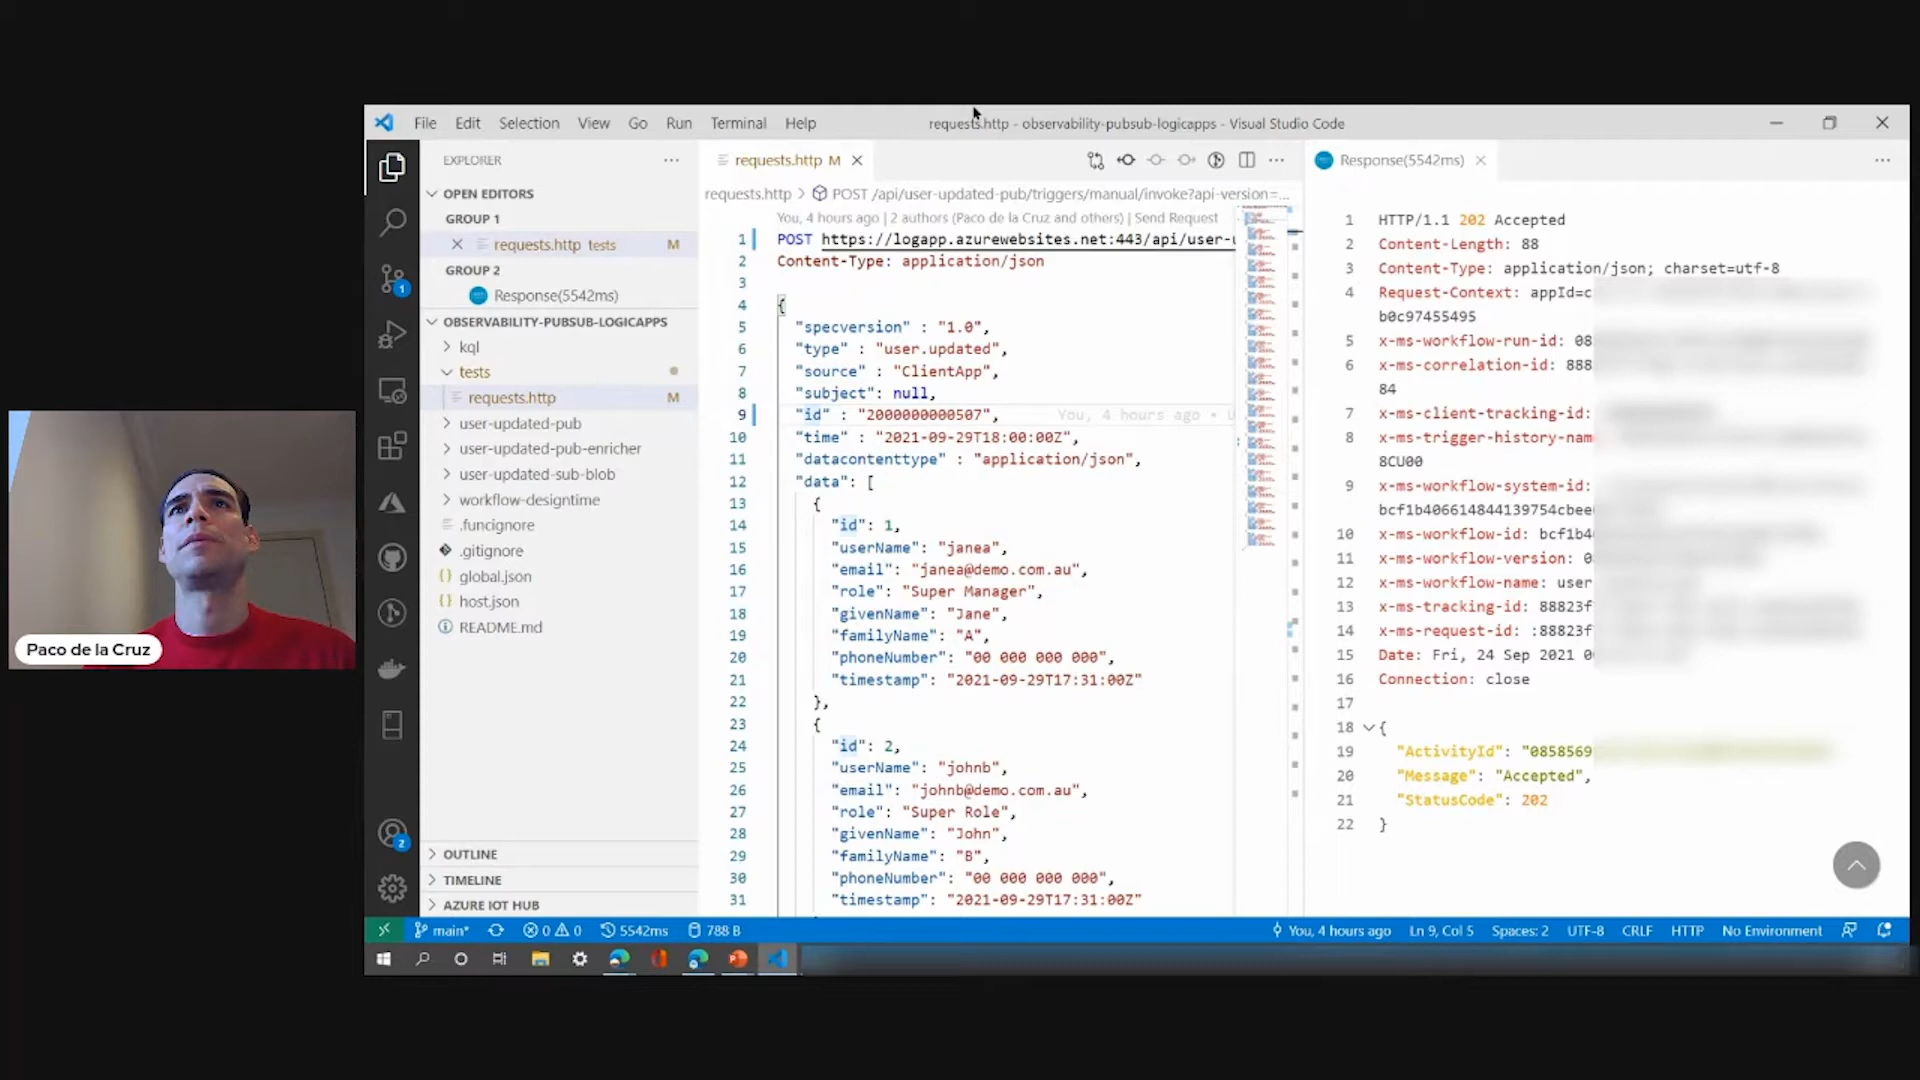 File Edit Selection View Go Run Terminal Help
requests.http - observability-pubsub-logicapps - Visual Studio Code
EXPLORER
OPEN EDITORS
GROUP 1
requests.http tests M
GROUP 2
Response(5542ms)
OBSERVABILITY-PUBSUB-LOGICAPPS
kql
tests
requests.http M
user-updated-pub
user-updated-pub-enricher
user-updated-sub-blob
workflow-designtime
.funcignore
.gitignore
global.json
host.json
README.md
OUTLINE
TIMELINE
AZURE IOT HUB
1
2
requests.http M
requests.http > POST /api/user-updated-pub/triggers/manual/invoke?api-version=...
You, 4 hours ago | 2 authors (Paco de la Cruz and others) | Send Request
1 POST https://logapp.azurewebsites.net:443/api/user-
2 Content-Type: application/json
3
4 {
5 "specversion" : "1.0",
6 "type" : "user.updated",
7 "source" : "ClientApp",
8 "subject": null,
9 "id" : "2000000000507", You, 4 hours ago •
10 "time" : "2021-09-29T18:00:00Z",
11 "datacontenttype" : "application/json",
12 "data": [
13 {
14 "id": 1,
15 "userName": "janea",
16 "email": "janea@demo.com.au",
17 "role": "Super Manager",
18 "givenName": "Jane",
19 "familyName": "A",
20 "phoneNumber": "00 000 000 000",
21 "timestamp": "2021-09-29T17:31:00Z"
22 },
23 {
24 "id": 2,
25 "userName": "johnb",
26 "email": "johnb@demo.com.au",
27 "role": "Super Role",
28 "givenName": "John",
29 "familyName": "B",
30 "phoneNumber": "00 000 000 000",
31 "timestamp": "2021-09-29T17:31:00Z"
Response(5542ms)
1 HTTP/1.1 202 Accepted
2 Content-Length: 88
3 Content-Type: application/json; charset=utf-8
4 Request-Context: appId=c
b0c97455495
5 x-ms-workflow-run-id: 08
6 x-ms-correlation-id: 888
84
7 x-ms-client-tracking-id:
8 x-ms-trigger-history-nam
8CU00
9 x-ms-workflow-system-id:
bcf1b406614844139754cbee
10 x-ms-workflow-id: bcf1b4
11 x-ms-workflow-version: 0
12 x-ms-workflow-name: user
13 x-ms-tracking-id: 88823f
14 x-ms-request-id: :88823f
15 Date: Fri, 24 Sep 2021 0
16 Connection: close
17
18 {
19 "ActivityId": "0858569
20 "Message": "Accepted",
21 "StatusCode": 202
22 }
main* 0 0 5542ms 788 B
You, 4 hours ago Ln 9, Col 5 Spaces: 2 UTF-8 CRLF HTTP No Environment
Paco de la Cruz